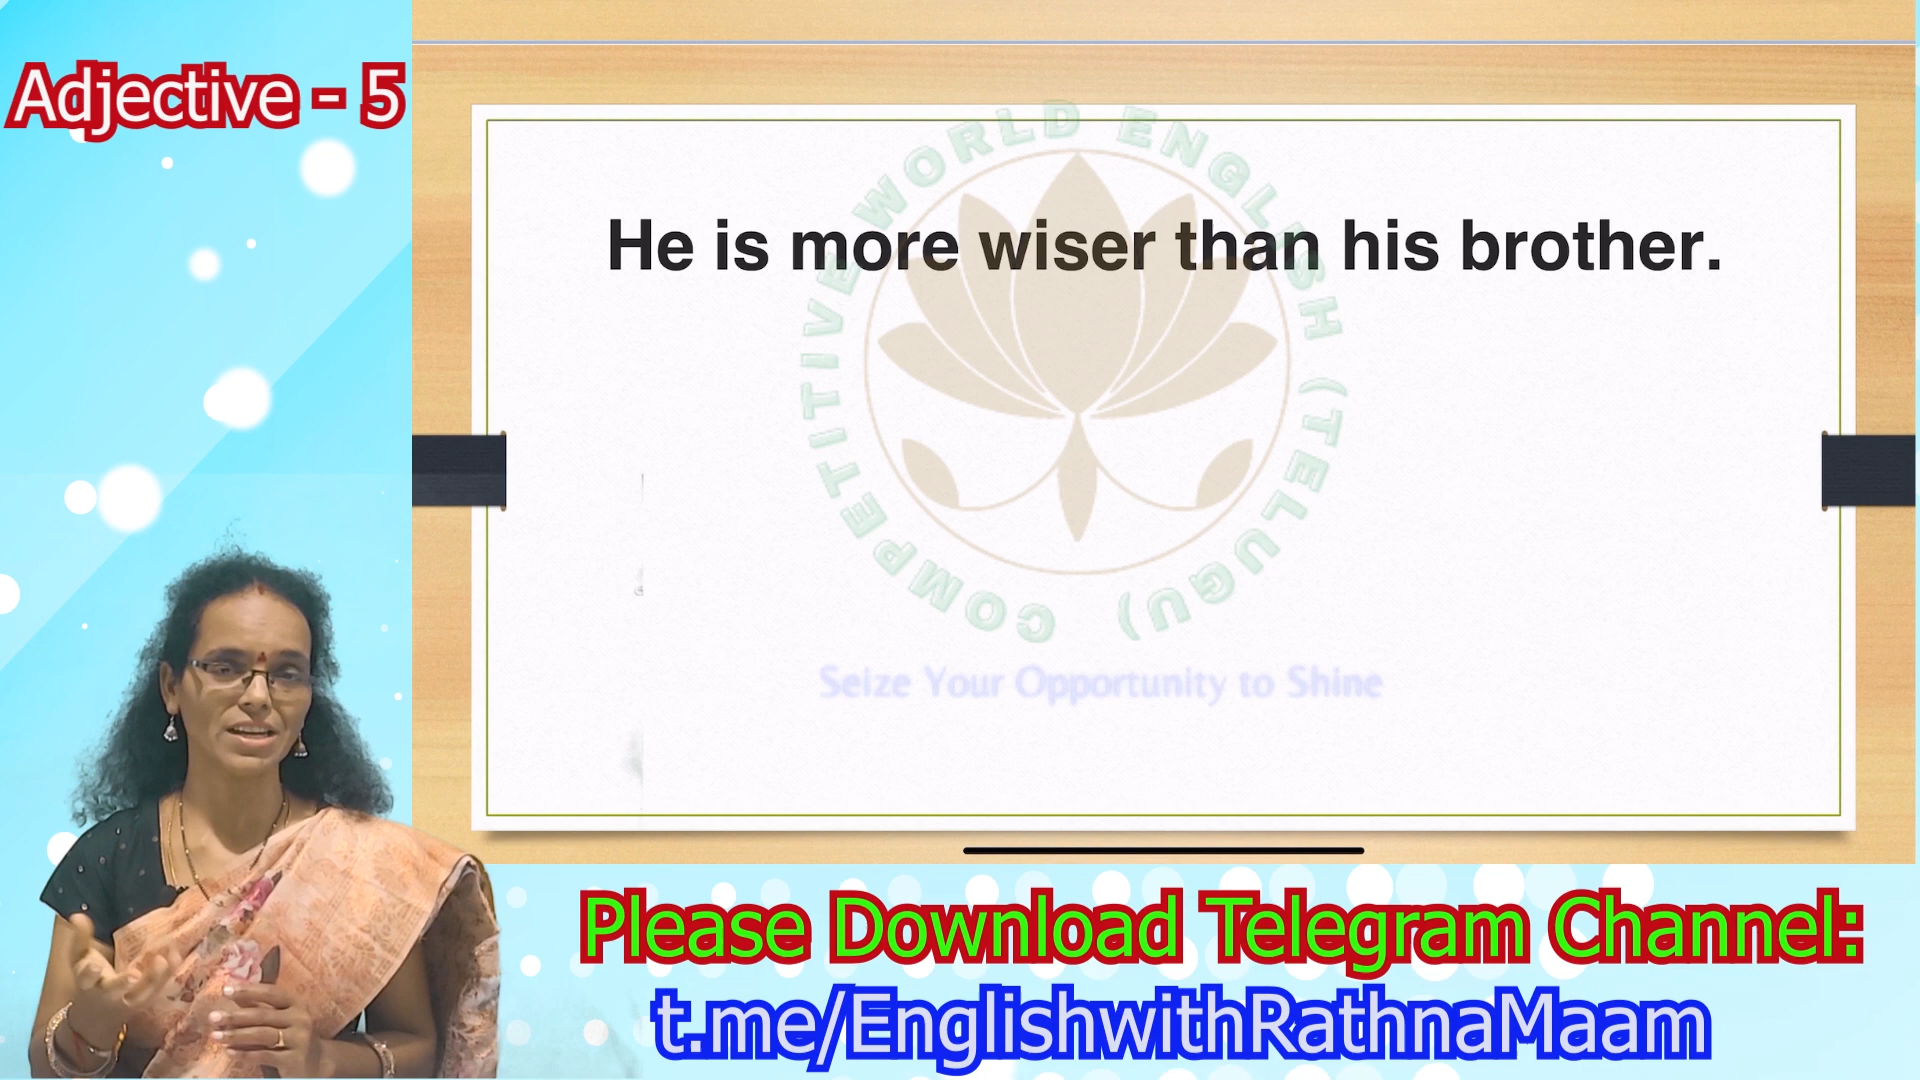 Adjective - 5
COMPETITIVE WORLD ENGLISH (TELUGU)
He is more wiser than his brother.
Seize Your Opportunity to Shine
Please Download Telegram Channel:
t.me/EnglishwithRathnaMaam